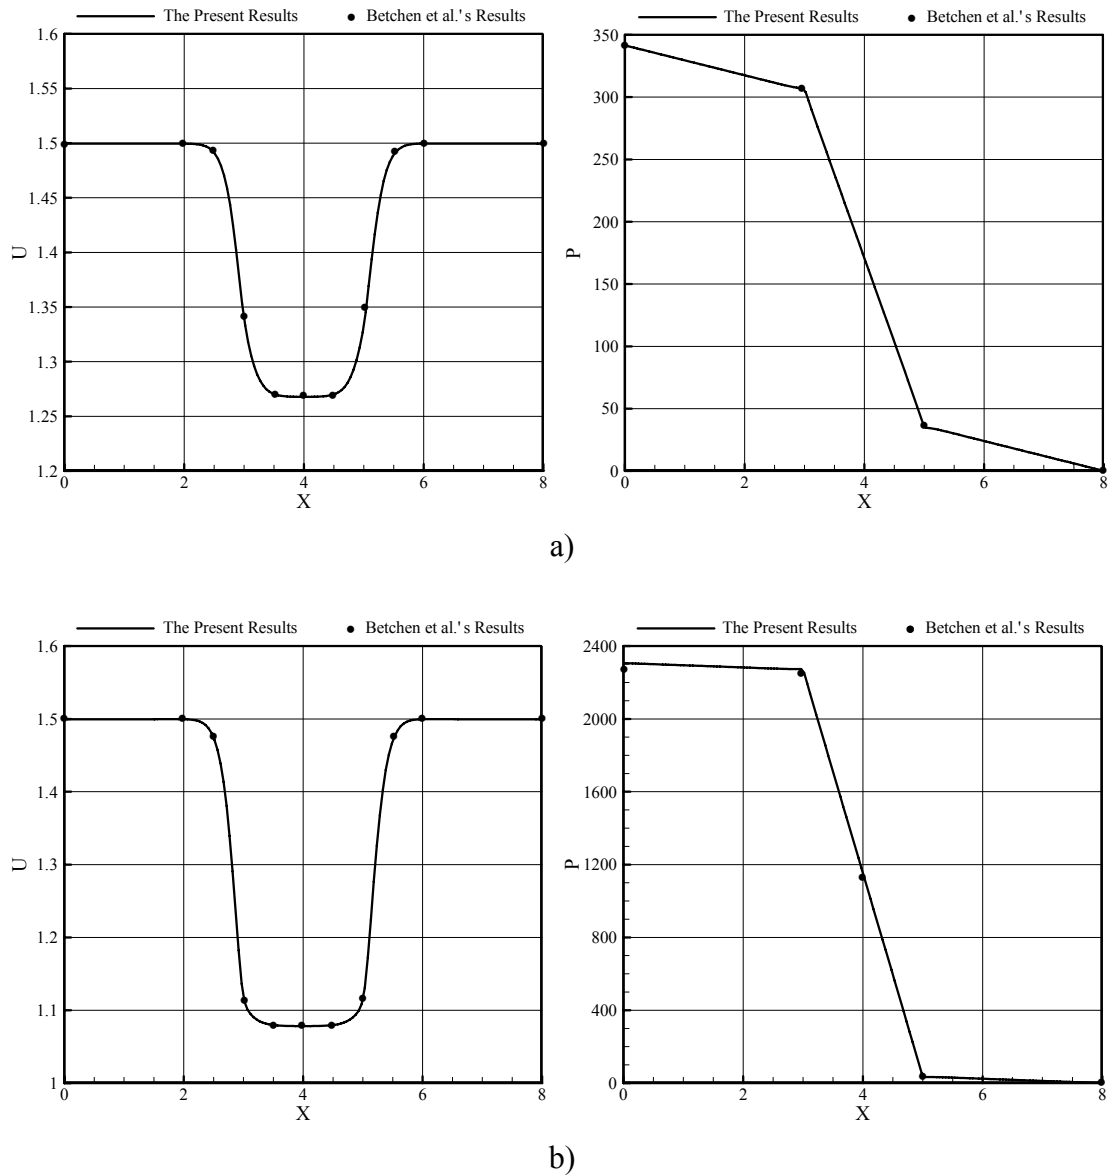 The Present Results Betchen et al.'s Results
1.6
1.55
1.5
1.45
1.4
1.35
1.3
1.25
1.2
U
0 2 4 6 8
X
The Present Results Betchen et al.'s Results
350
300
250
200
150
100
50
0
P
0 2 4 6 8
X
a)
The Present Results Betchen et al.'s Results
1.6
1.5
1.4
1.3
1.2
1.1
1
U
0 2 4 6 8
X
The Present Results Betchen et al.'s Results
2400
2000
1600
1200
800
400
0
P
0 2 4 6 8
X
b)